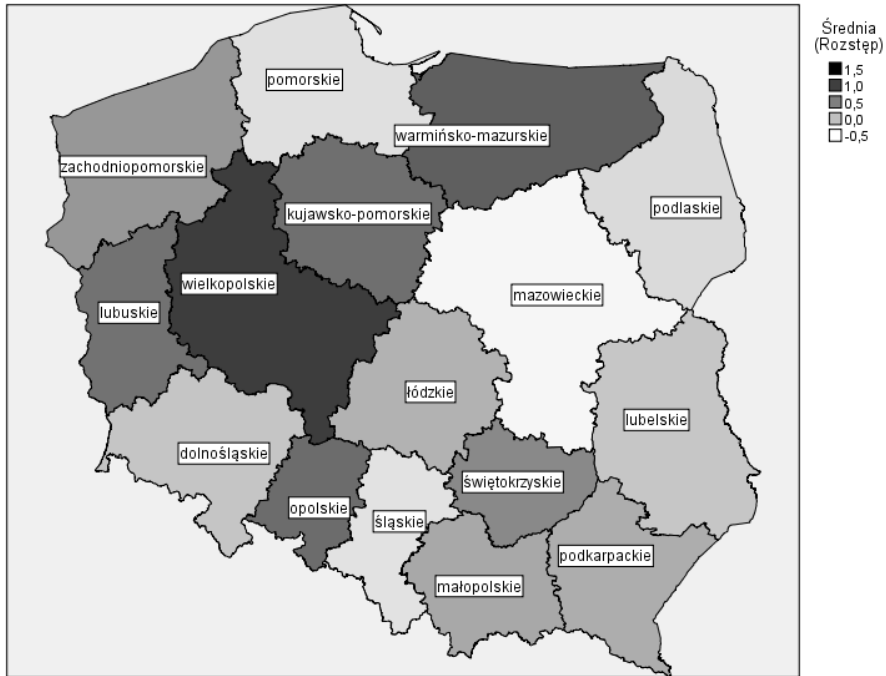 Średnia
(Rozstęp)
1,5
1,0
0,5
0,0
-0,5
pomorskie
warmińsko-mazurskie
zachodniopomorskie
podlaskie
kujawsko-pomorskie
wielkopolskie
mazowieckie
lubuskie
łódzkie
lubelskie
dolnośląskie
świętokrzyskie
opolskie
śląskie
podkarpackie
małopolskie